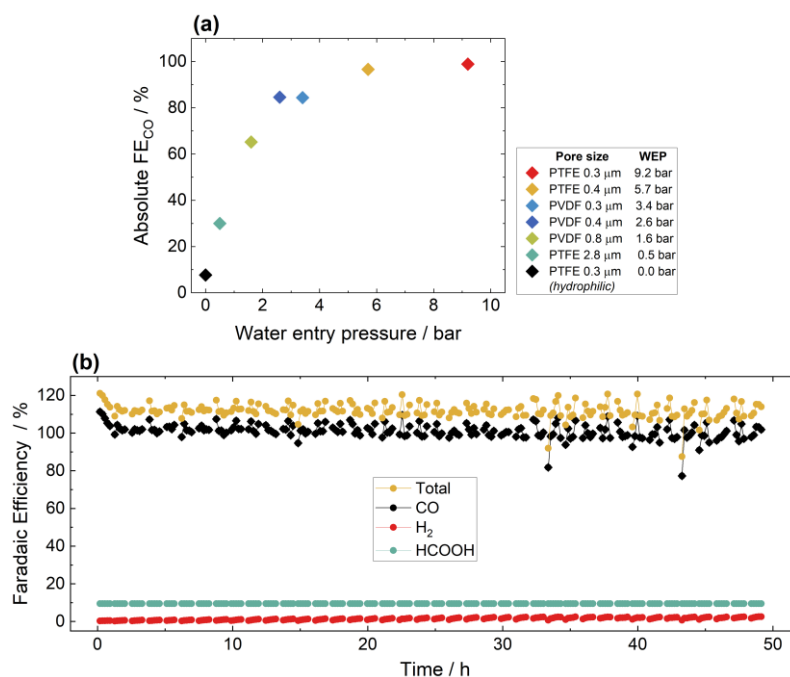 (a)
Absolute FECO / %
100
80
60
40
20
0
0 2 4 6 8 10
Water entry pressure / bar
Pore size WEP
PTFE 0.3 µm 9.2 bar
PTFE 0.4 µm 5.7 bar
PVDF 0.3 µm 3.4 bar
PVDF 0.4 µm 2.6 bar
PVDF 0.8 µm 1.6 bar
PTFE 2.8 µm 0.5 bar
PTFE 0.3 µm 0.0 bar
(hydrophilic)
(b)
Faradaic Efficiency / %
120
100
80
60
40
20
0
Total
CO
H2
HCOOH
0 10 20 30 40 50
Time / h